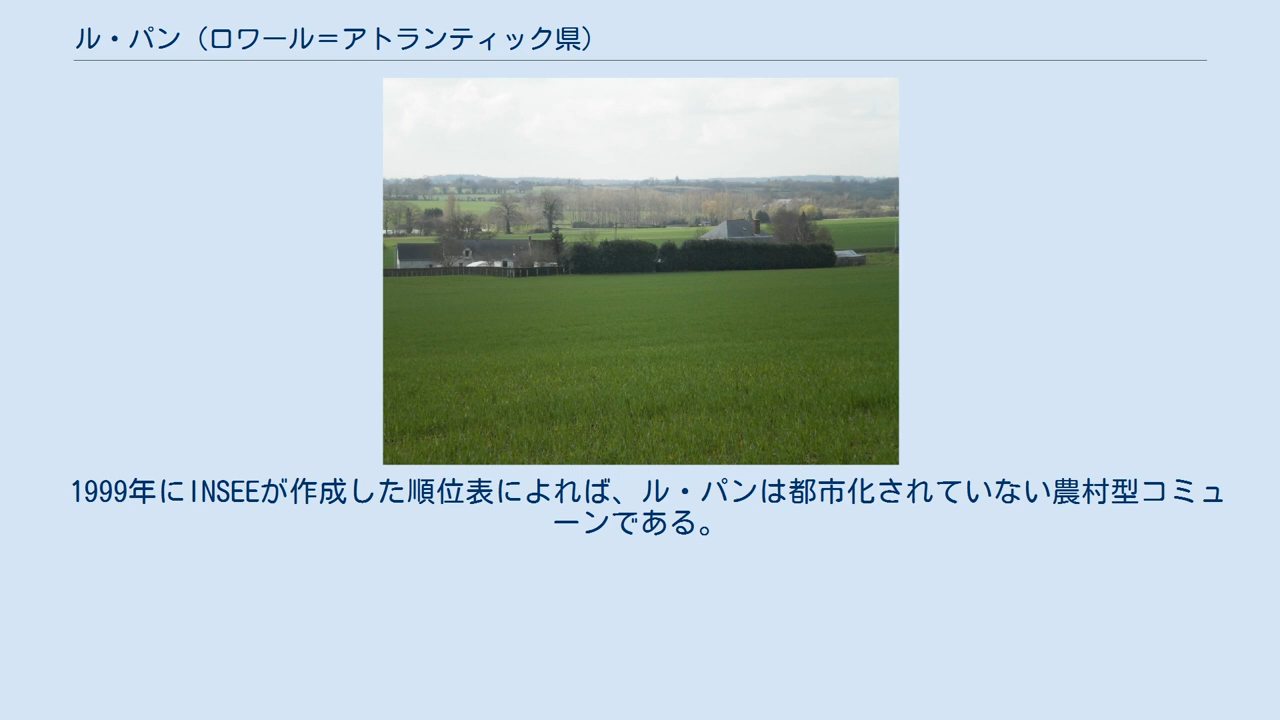 ル・パン（ロワール＝アトランティック県）
1999年にINSEEが作成した順位表によれば、ル・パンは都市化されていない農村型コミュ
ーンである。